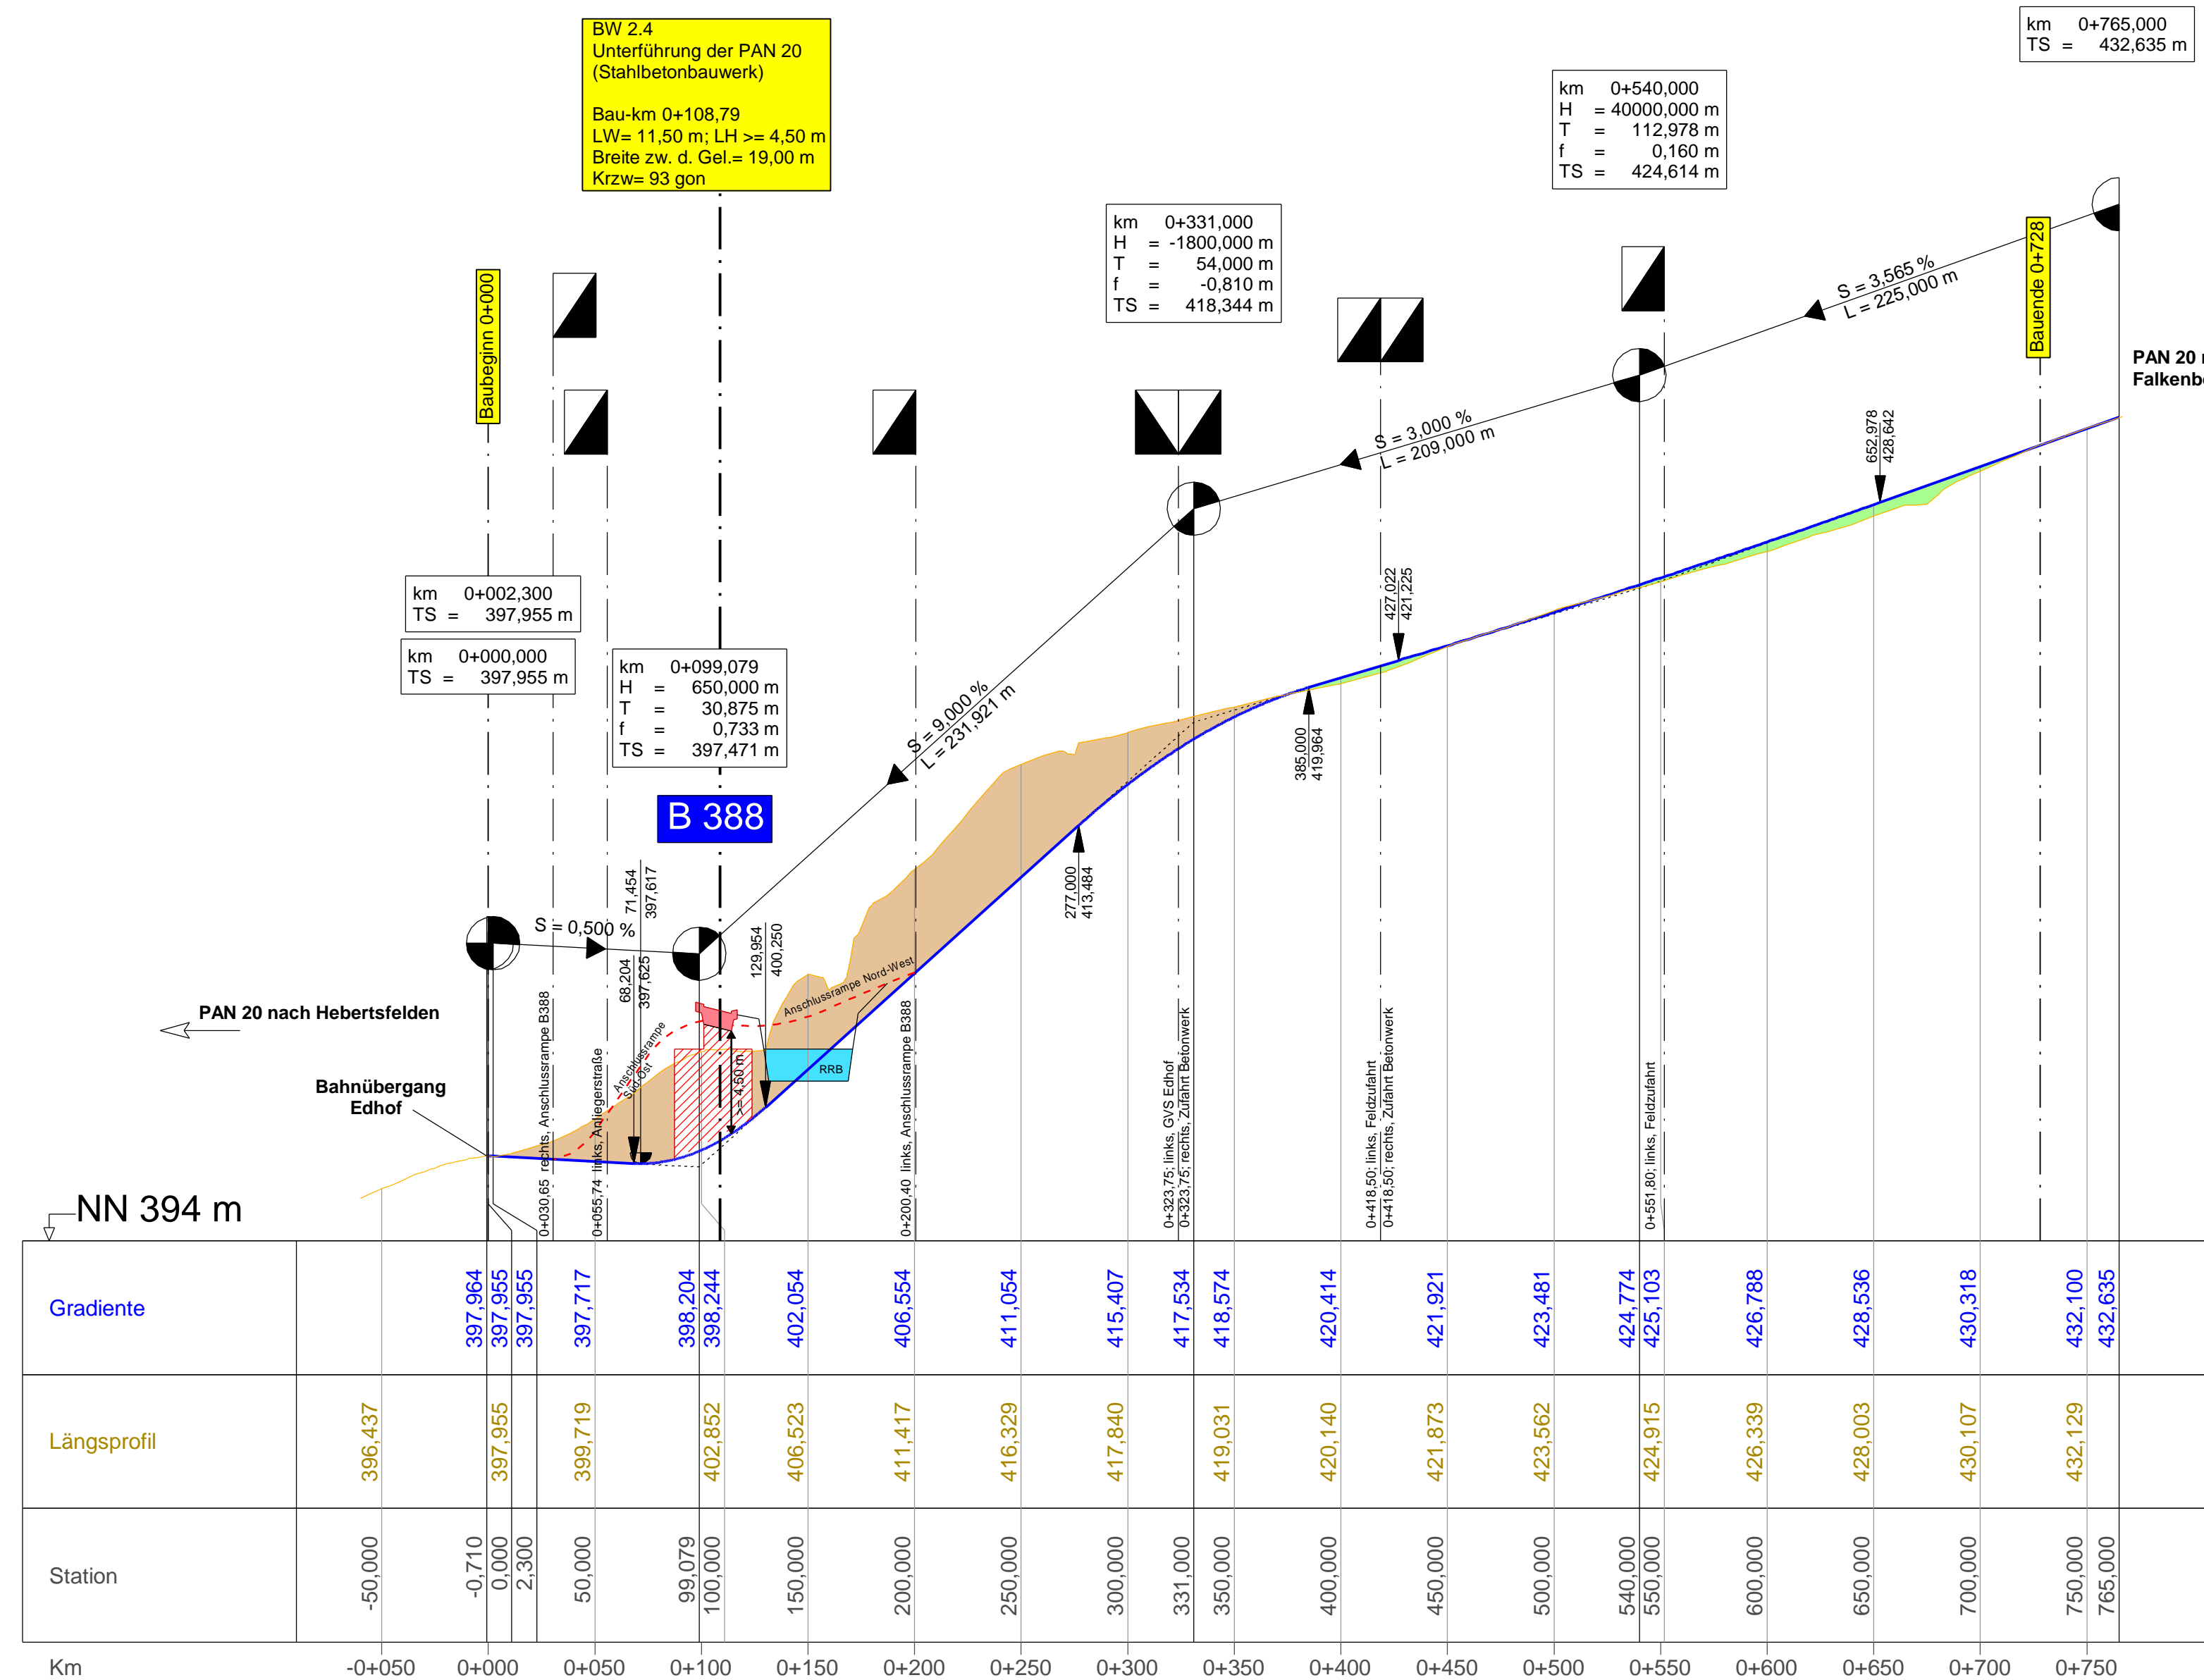 BW 2.4
Unterführung der PAN 20
(Stahlbetonbauwerk)
Bau-km 0+108,79
LW= 11,50 m; LH >= 4,50 m
Breite zw. d. Gel.= 19,00 m
Krzw= 93 gon
km 0+765,000
TS = 432,635 m
km 0+540,000
H = 40000,000 m
T = 112,978 m
f = 0,160 m
TS = 424,614 m
km 0+331,000
H = -1800,000 m
T = 54,000 m
f = -0,810 m
TS = 418,344 m
Baubeginn 0+000
Bauende 0+728
S = 3,565 %
L = 225,000 m
PAN 20
S = 3,000 %
L = 209,000 m
652,978
428,642
km 0+002,300
TS = 397,955 m
km 0+000,000
TS = 397,955 m
km 0+099,079
H = 650,000 m
T = 30,875 m
f = 0,733 m
TS = 397,471 m
427,022
421,225
S = 9,000 %
L = 231,921 m
385,000
419,964
B 388
277,000
413,484
71,454
397,617
S = 0,500 %
68,204
397,625
129,954
400,250
Anschlussrampe Nord-West
PAN 20 nach Hebertsfelden
Anschlussrampe
Süd-Ost
>= 4,50 m
RRB
Bahnübergang
Edhof
0+030,65 rechts, Anschlussrampe B388
0+055,74 links, Anliegerstraße
0+200,40 links, Anschlussrampe B388
0+323,75; links, GVS Edhof
0+323,75; rechts, Zufahrt Betonwerk
0+418,50; links, Feldzufahrt
0+418,50; rechts, Zufahrt Betonwerk
0+551,80; links, Feldzufahrt
NN 394 m
Gradiente 397,964 397,955 397,955 397,717 398,204 398,244 402,054 406,554 411,054 415,407 417,534 418,574 420,414 421,921 423,481 424,774 425,103 426,788 428,536 430,318 432,100 432,635
Längsprofil 396,437 397,955 399,719 402,852 406,523 411,417 416,329 417,840 419,031 420,140 421,873 423,562 424,915 426,339 428,003 430,107 432,129
Station -50,000 -0,710 0,000 2,300 50,000 99,079 100,000 150,000 200,000 250,000 300,000 331,000 350,000 400,000 450,000 500,000 540,000 550,000 600,000 650,000 700,000 750,000 765,000
Km -0+050 0+000 0+050 0+100 0+150 0+200 0+250 0+300 0+350 0+400 0+450 0+500 0+550 0+600 0+650 0+700 0+750